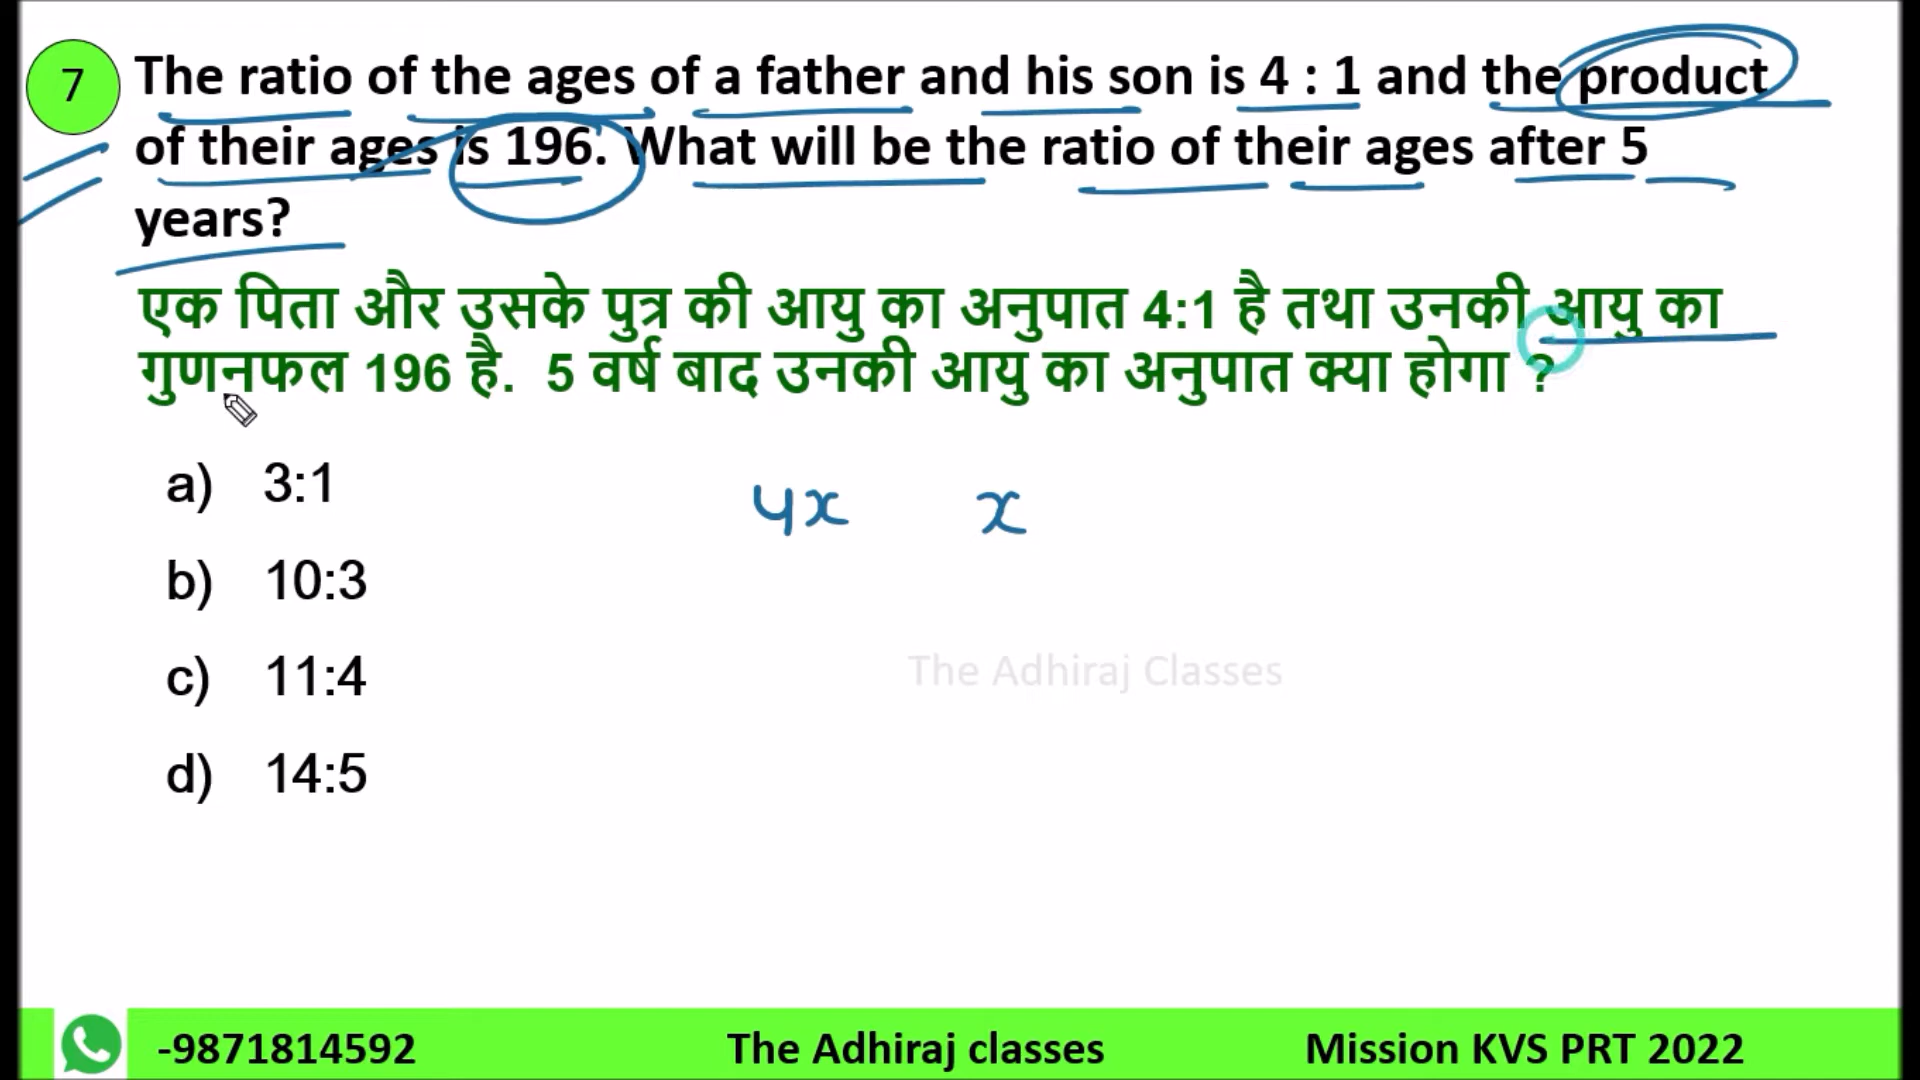 7
The ratio of the ages of a father and his son is 4 : 1 and the product
of their ages is 196. What will be the ratio of their ages after 5
years?
एक पिता और उसके पुत्र की आयु का अनुपात 4:1 है तथा उनकी आयु का
गुणनफल 196 है. 5 वर्ष बाद उनकी आयु का अनुपात क्या होगा ?
a) 3:1
4x x
b) 10:3
The Adhiraj Classes
c) 11:4
d) 14:5
-9871814592 The Adhiraj classes Mission KVS PRT 2022